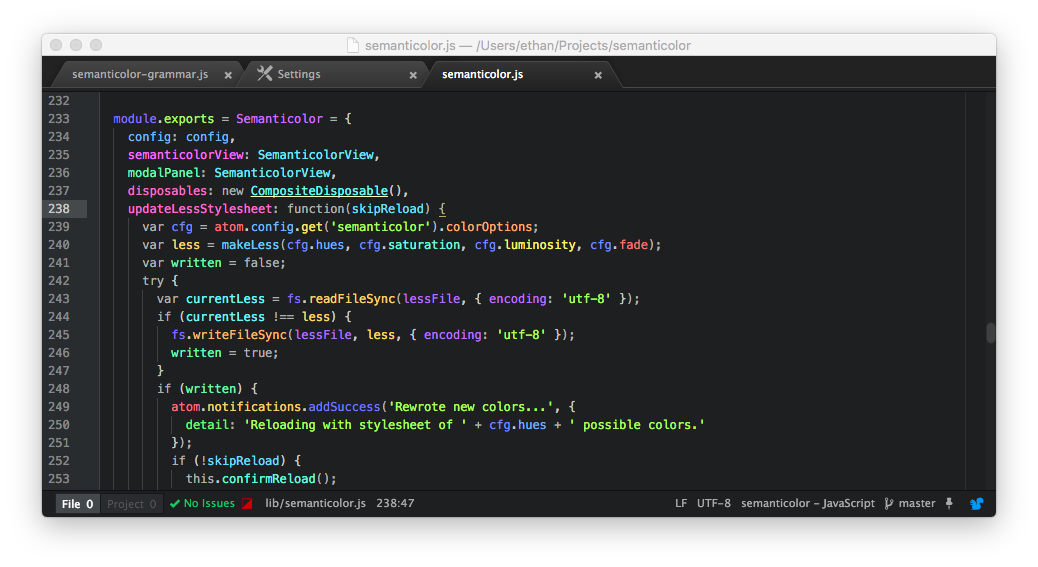 semanticolor.js — /Users/ethan/Projects/semanticolor
semanticolor-grammar.js × Settings × semanticolor.js ×
232
233 module.exports = Semanticolor = {
234 config: config,
235 semanticolorView: SemanticolorView,
236 modalPanel: SemanticolorView,
237 disposables: new CompositeDisposable(),
238 updateLessStylesheet: function(skipReload) {
239 var cfg = atom.config.get('semanticolor').colorOptions;
240 var less = makeLess(cfg.hues, cfg.saturation, cfg.luminosity, cfg.fade);
241 var written = false;
242 try {
243 var currentLess = fs.readFileSync(lessFile, { encoding: 'utf-8' });
244 if (currentLess !== less) {
245 fs.writeFileSync(lessFile, less, { encoding: 'utf-8' });
246 written = true;
247 }
248 if (written) {
249 atom.notifications.addSuccess('Rewrote new colors...', {
250 detail: 'Reloading with stylesheet of ' + cfg.hues + ' possible colors.'
251 });
252 if (!skipReload) {
253 this.confirmReload();
File 0 Project 0 ✓ No Issues lib/semanticolor.js 238:47 LF UTF-8 semanticolor - JavaScript master